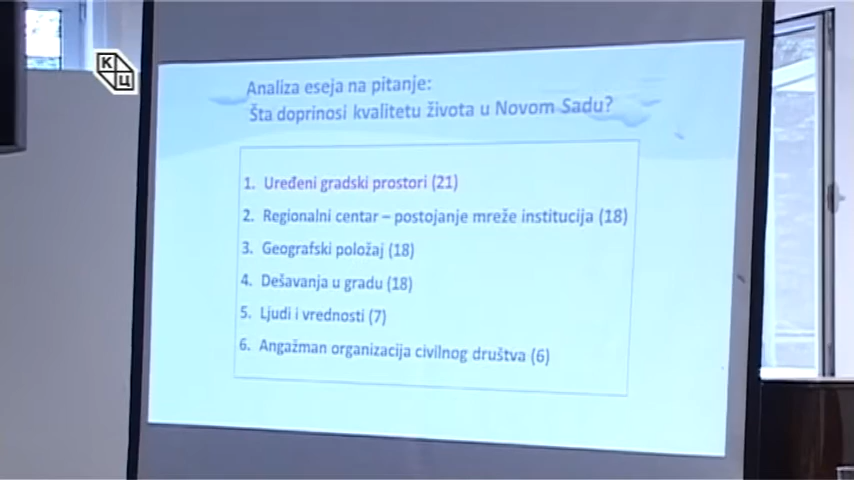 КЦ
Analiza eseja na pitanje:
Šta doprinosi kvalitetu života u Novom Sadu?
1. Uređeni gradski prostori (21)
2. Regionalni centar – postojanje mreže institucija (18)
3. Geografski položaj (18)
4. Dešavanja u gradu (18)
5. Ljudi i vrednosti (7)
6. Angažman organizacija civilnog društva (6)